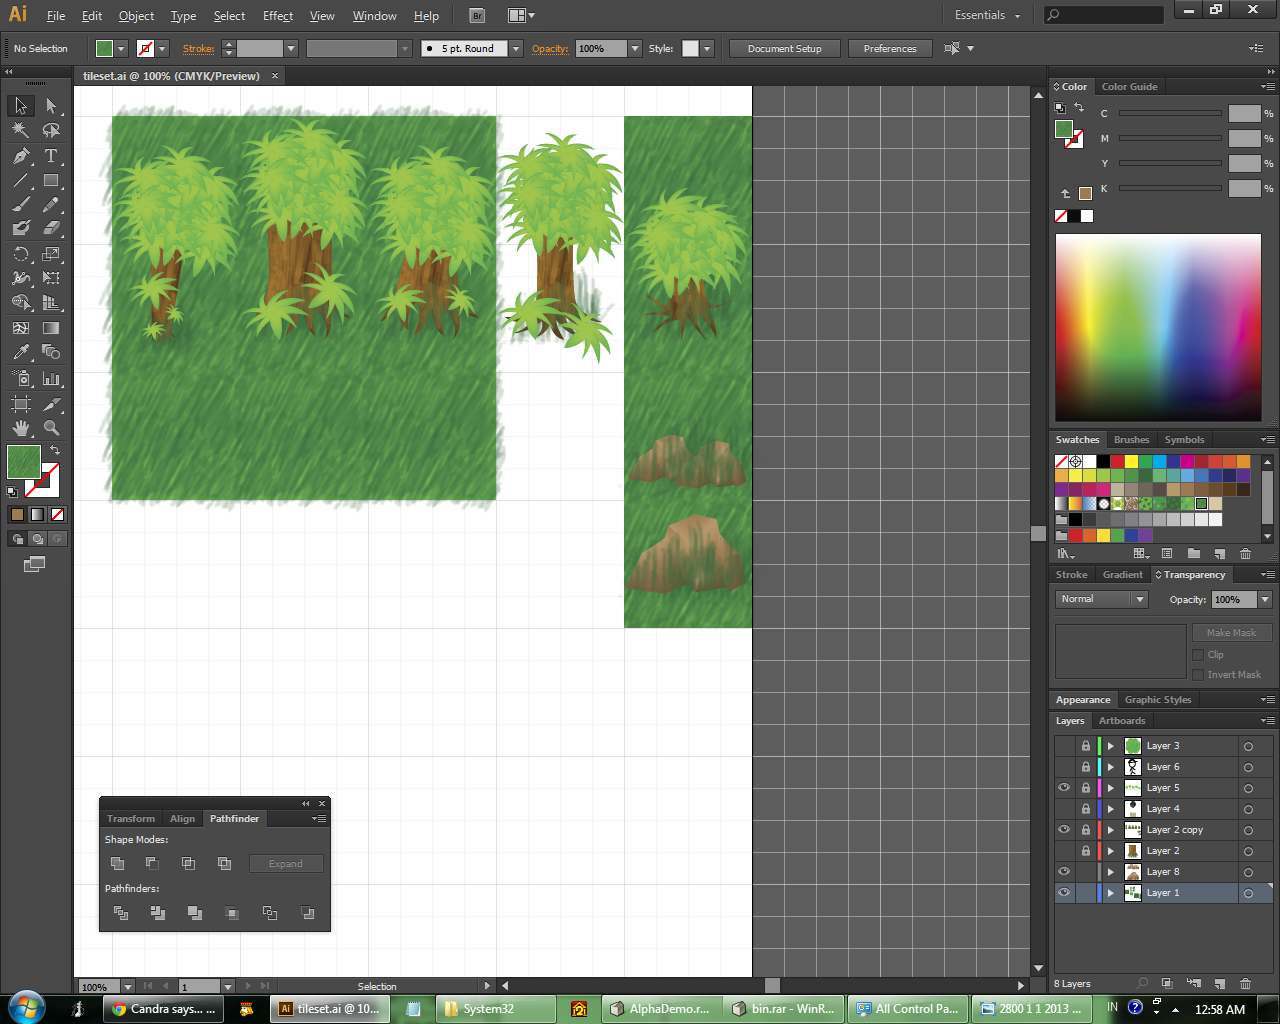 Ai File Edit Object Type Select Effect View Window Help Br Essentials
No Selection Stroke: 5 pt. Round Opacity: 100% Style: Document Setup Preferences
tileset.ai @ 100% (CMYK/Preview)
Color Color Guide
C %
M %
Y %
K %
Swatches Brushes Symbols
Stroke Gradient Transparency
Normal Opacity: 100%
Make Mask
Clip
Invert Mask
Appearance Graphic Styles
Layers Artboards
Layer 3
Layer 6
Layer 5
Layer 4
Layer 2 copy
Layer 2
Layer 8
Layer 1
8 Layers
Transform Align Pathfinder
Shape Modes:
Expand
Pathfinders:
100% 1 Selection
Candra says... ... Ai tileset.ai @ 10... System32 AlphaDemo.r... bin.rar - WinR... All Control Pa... 2800 1 1 2013 ... IN 12:58 AM